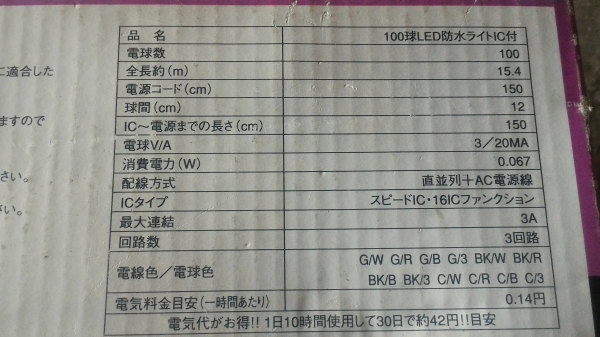 品名 100球LED防水ライトIC付
電球数 100
全長約(m) 15.4
電源コード(cm) 150
球間(cm) 12
IC〜電源までの長さ(cm) 150
電球V/A 3/20MA
消費電力(W) 0.067
配線方式 直並列+AC電源線
ICタイプ スピードIC・16ICファンクション
最大連結 3A
回路数 3回路
電線色/電球色 G/W G/R G/B G/3 BK/W BK/R
BK/B BK/3 C/W C/R C/B C/3
電気料金目安(一時間あたり) 0.14円
電気代がお得!! 1日10時間使用して30日で約42円!!目安
に適合した
ますので
さい。
さい。